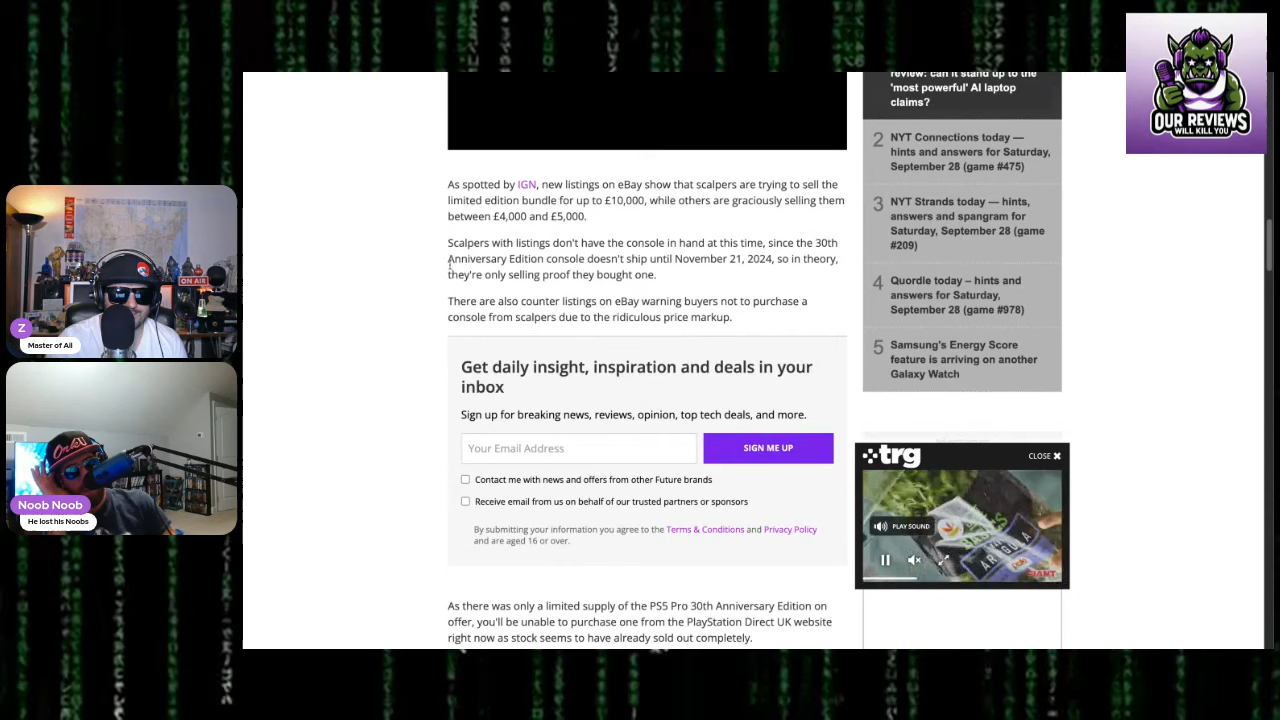 review: can it stand up to the
'most powerful' AI laptop
claims?
2 NYT Connections today —
hints and answers for Saturday,
September 28 (game #475)
3 NYT Strands today — hints,
answers and spangram for
Saturday, September 28 (game
#209)
4 Quordle today – hints and
answers for Saturday,
September 28 (game #978)
5 Samsung's Energy Score
feature is arriving on another
Galaxy Watch
As spotted by IGN, new listings on eBay show that scalpers are trying to sell the
limited edition bundle for up to £10,000, while others are graciously selling them
between £4,000 and £5,000.
Scalpers with listings don't have the console in hand at this time, since the 30th
Anniversary Edition console doesn't ship until November 21, 2024, so in theory,
they're only selling proof they bought one.
There are also counter listings on eBay warning buyers not to purchase a
console from scalpers due to the ridiculous price markup.
Get daily insight, inspiration and deals in your
inbox
Sign up for breaking news, reviews, opinion, top tech deals, and more.
Your Email Address
SIGN ME UP
Contact me with news and offers from other Future brands
Receive email from us on behalf of our trusted partners or sponsors
By submitting your information you agree to the Terms & Conditions and Privacy Policy
and are aged 16 or over.
As there was only a limited supply of the PS5 Pro 30th Anniversary Edition on
offer, you'll be unable to purchase one from the PlayStation Direct UK website
right now as stock seems to have already sold out completely.
trg
CLOSE ✖
PLAY SOUND
ARUGULA
GIANT
OUR REVIEWS
WILL KILL YOU
ON AIR
Z
Master of All
Noob Noob
He lost his Noobs